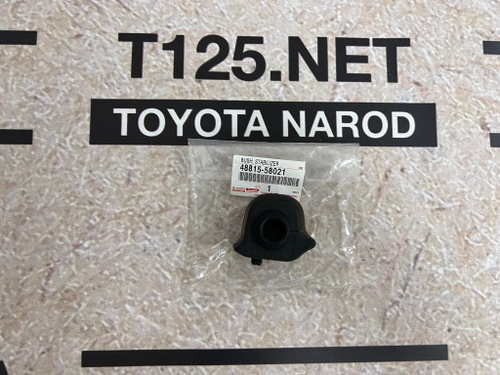 T125.NET
TOYOTA NAROD
BUSH, STABILIZER
48815-58021
1